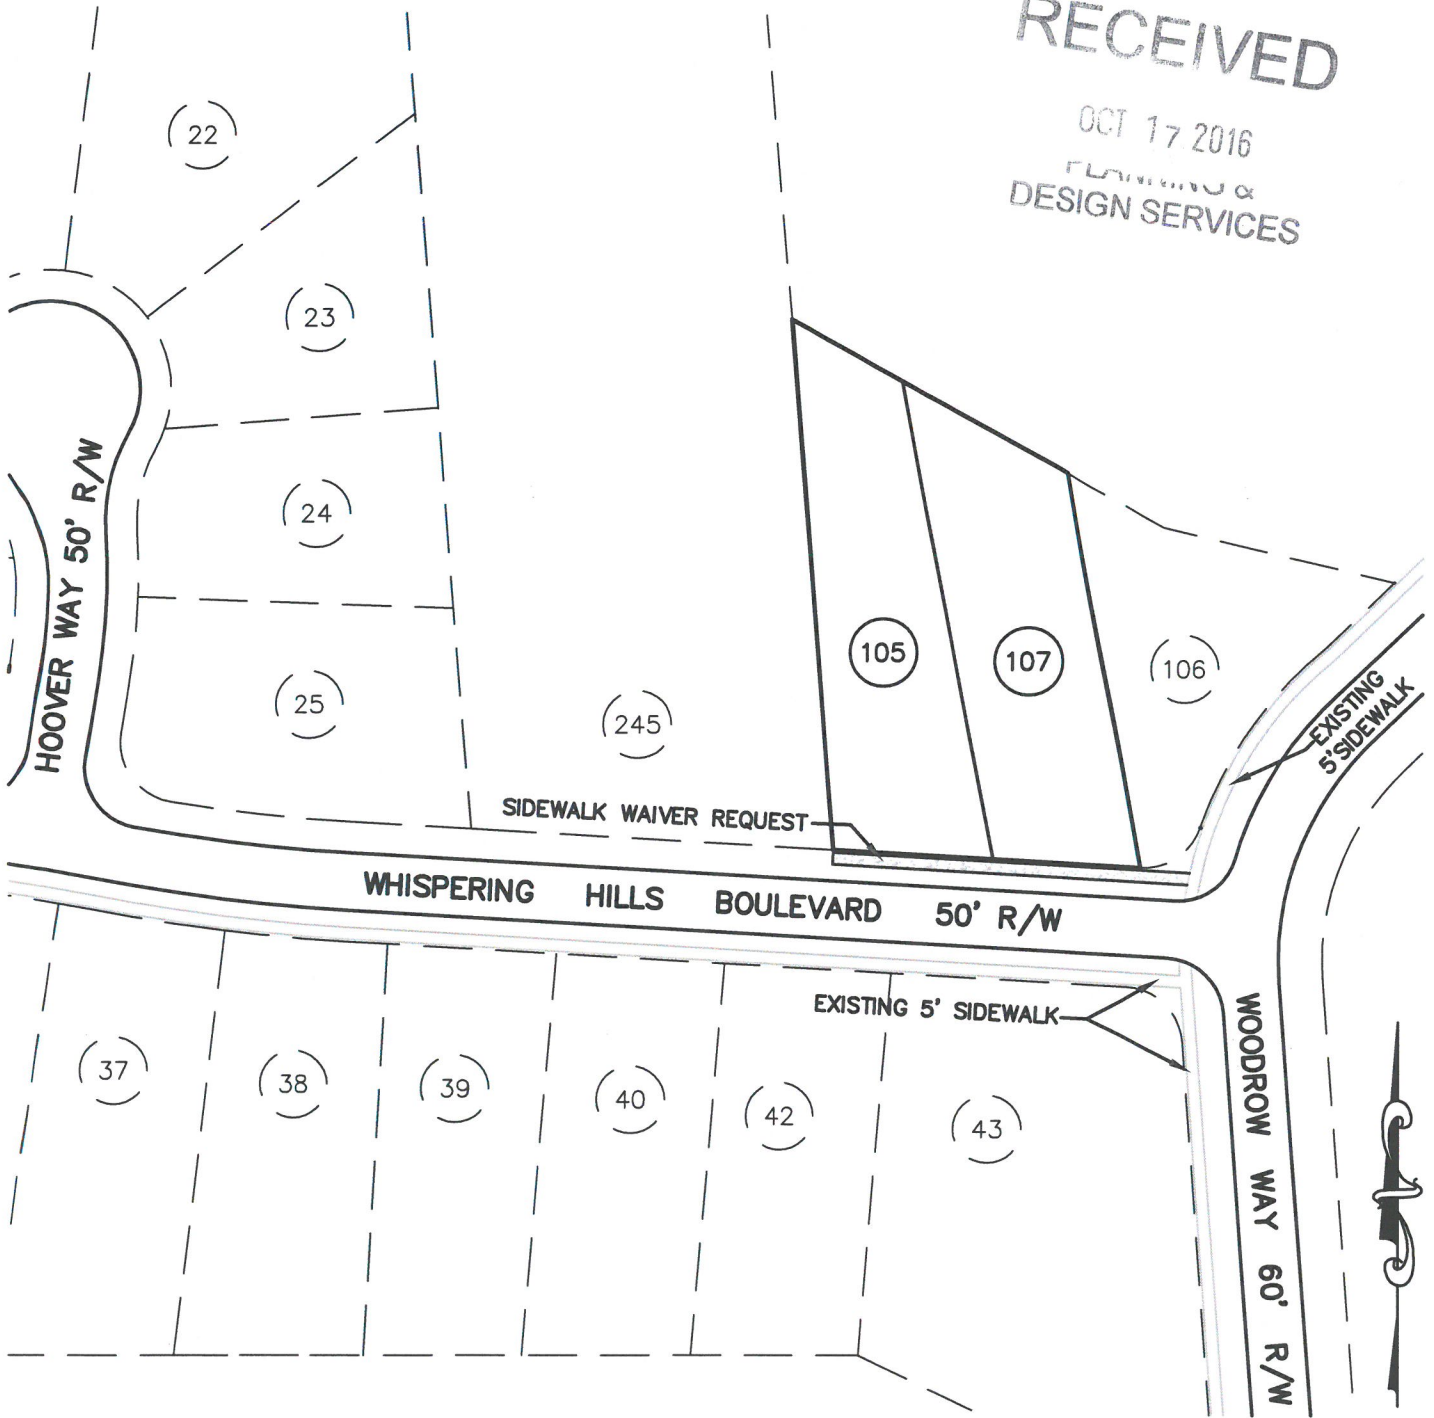 RECEIVED
OCT 17 2016
PLANNING &
DESIGN SERVICES
22
23
24
25
245
105
107
106
HOOVER WAY 50' R/W
EXISTING
5'SIDEWALK
SIDEWALK WAIVER REQUEST
WHISPERING HILLS BOULEVARD 50' R/W
EXISTING 5' SIDEWALK
37
38
39
40
42
43
WOODROW WAY 60' R/W